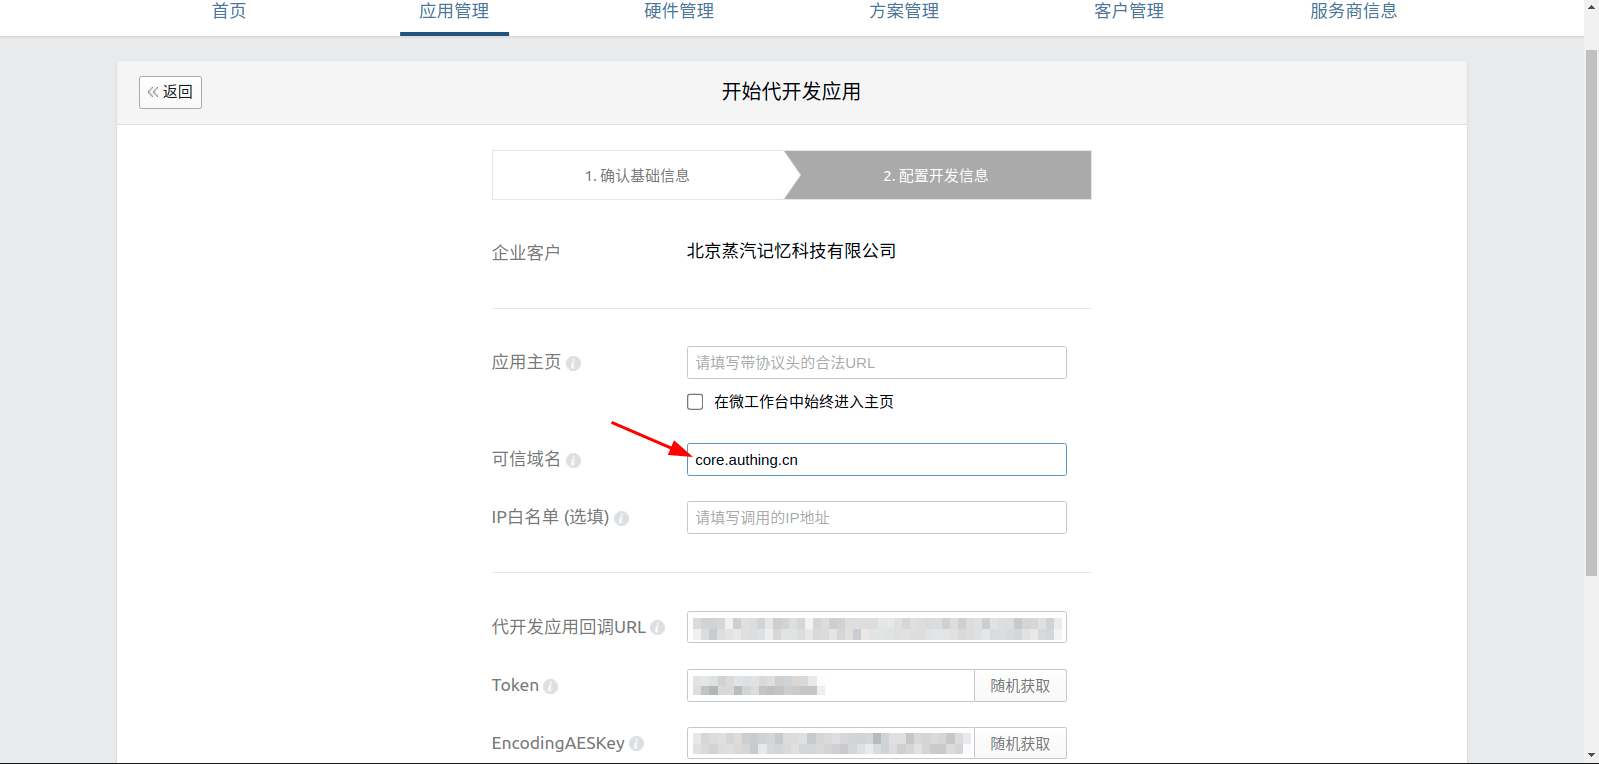 首页 应用管理 硬件管理 方案管理 客户管理 服务商信息
返回 开始代开发应用
1. 确认基础信息 2. 配置开发信息
企业客户 北京蒸汽记忆科技有限公司
应用主页 请填写带协议头的合法URL
在微工作台中始终进入主页
可信域名 core.authing.cn
IP白名单 (选填) 请填写调用的IP地址
代开发应用回调URL
Token 随机获取
EncodingAESKey 随机获取